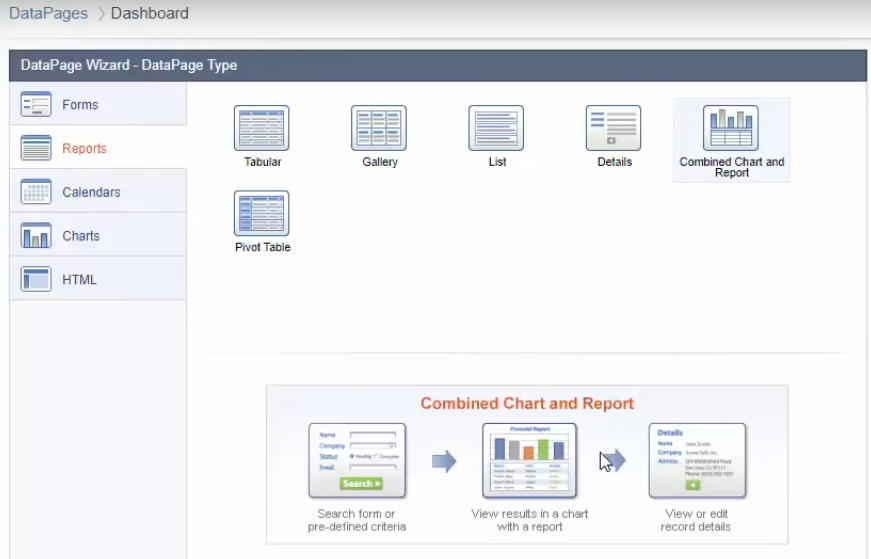 DataPages > Dashboard
DataPage Wizard - DataPage Type
Forms
Reports
Calendars
Charts
HTML
Tabular
Gallery
List
Details
Combined Chart and
Report
Pivot Table
Combined Chart and Report
Name
Company
Status
Email
Search
Search form or
pre-defined criteria
Financial Report
View results in a chart
with a report
Details
Name
Company
Address
View or edit
record details